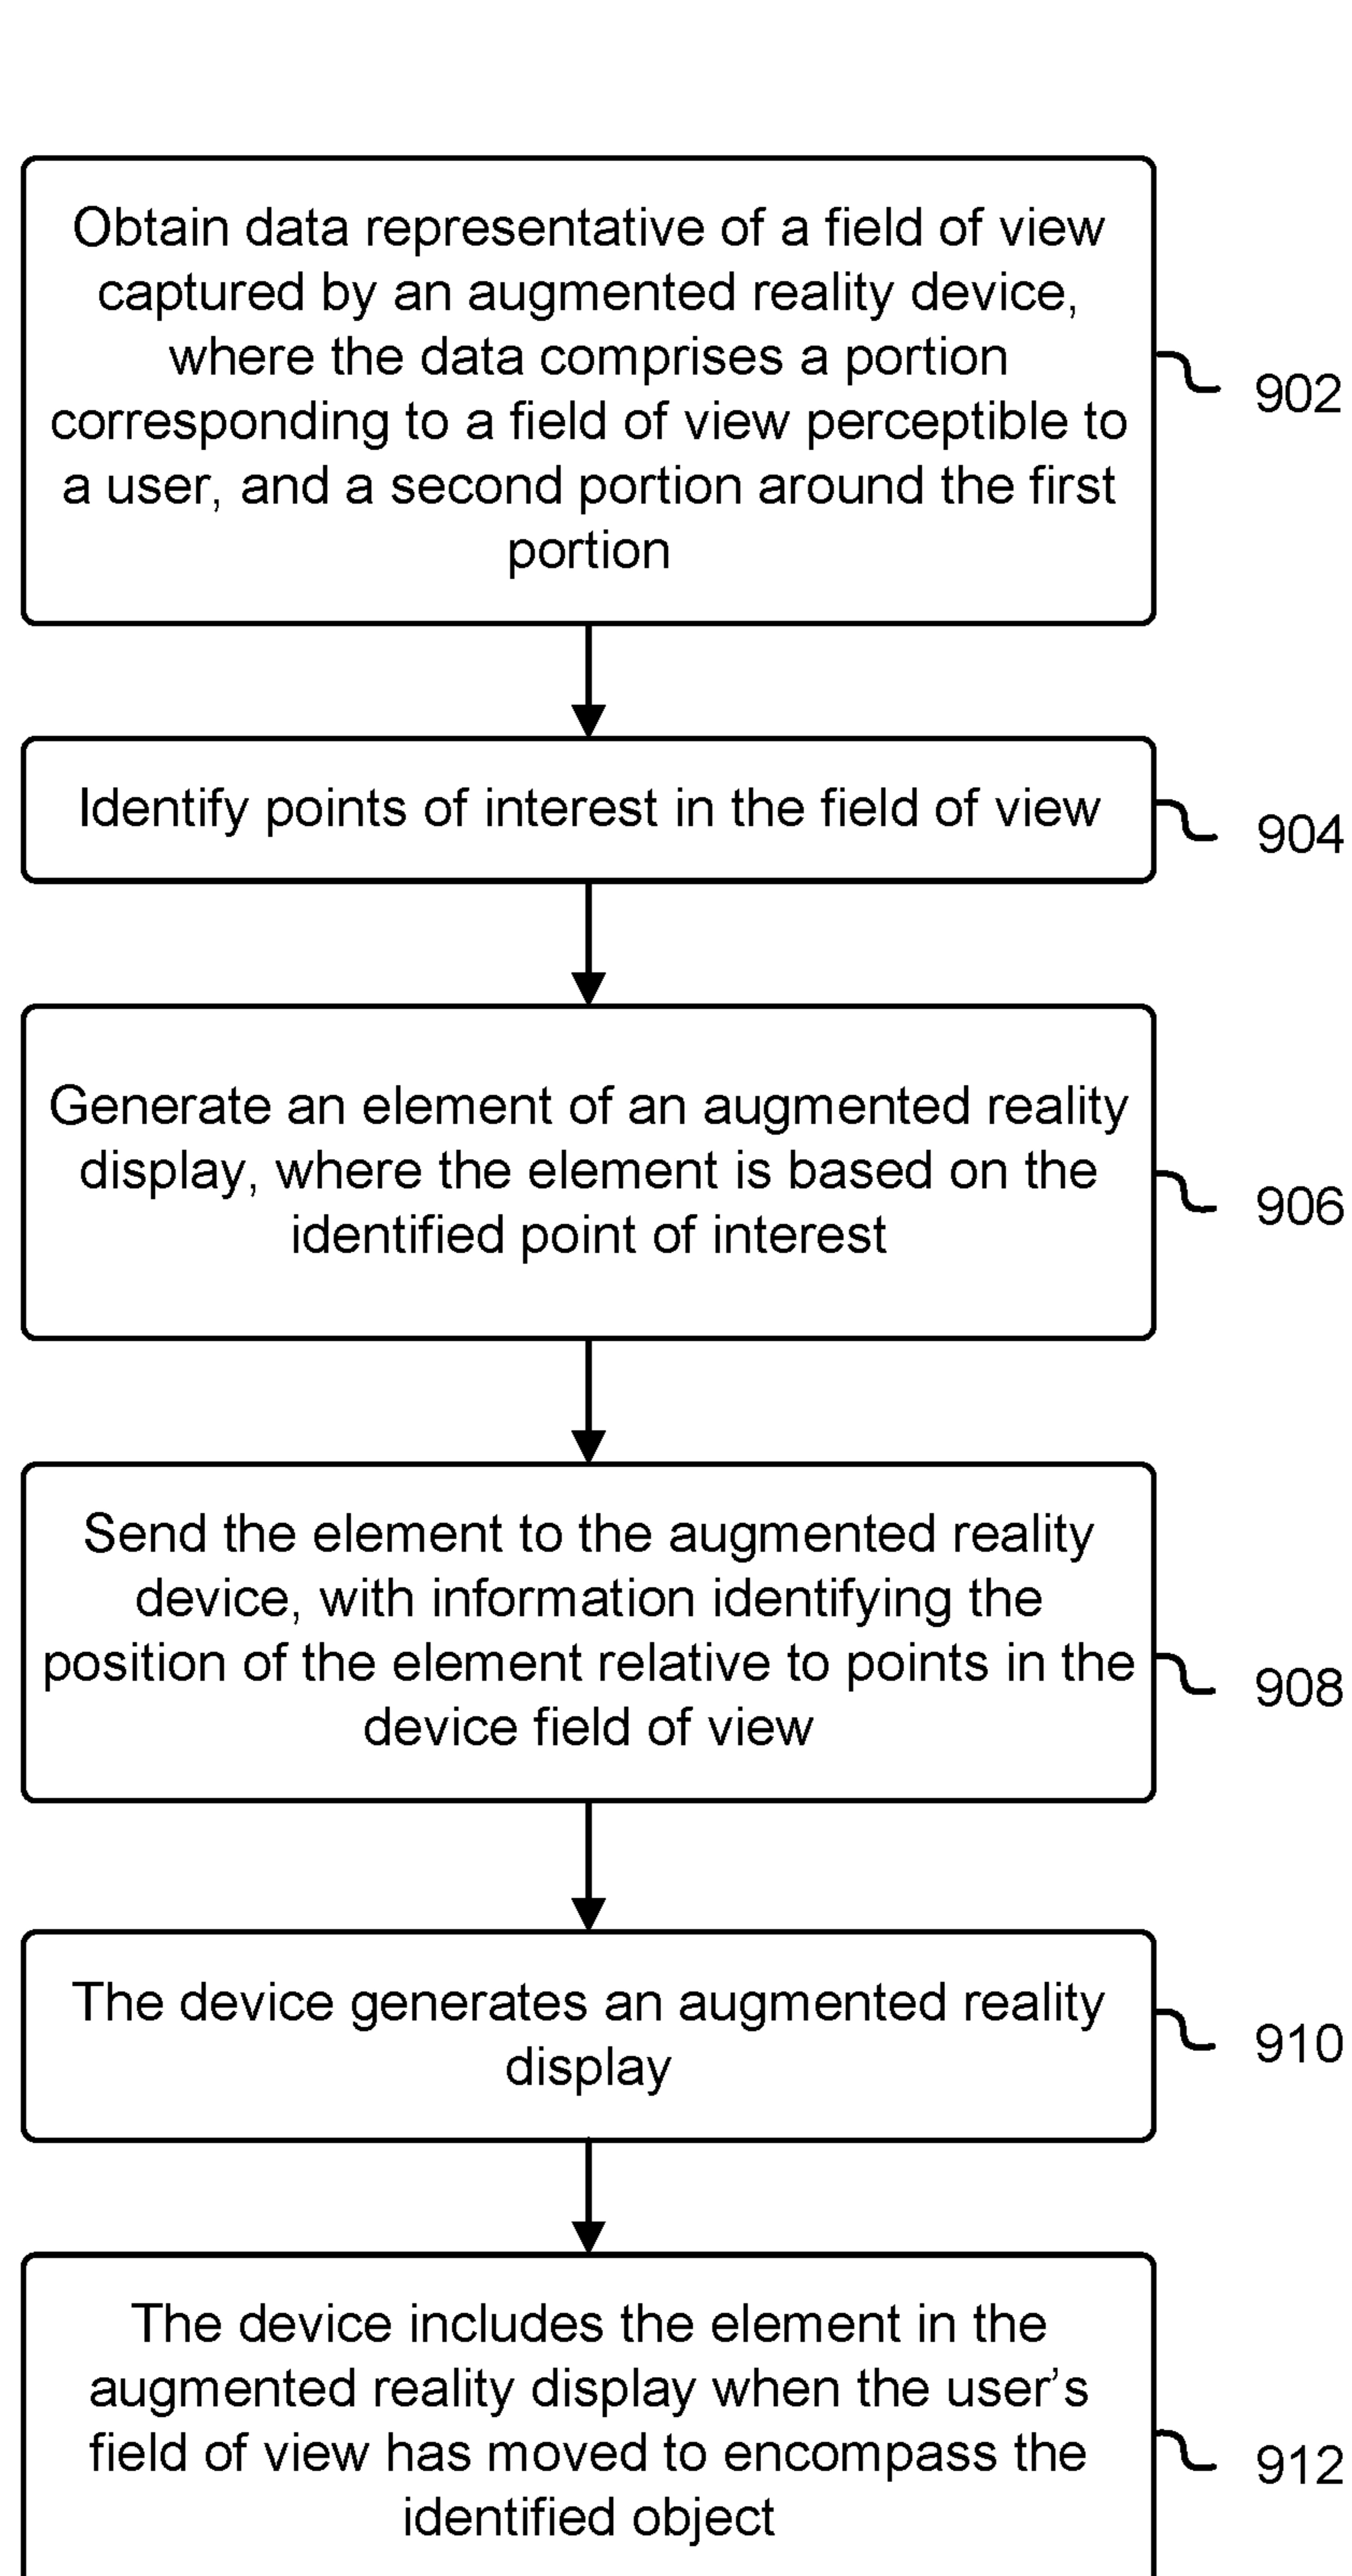 Obtain data representative of a field of view
captured by an augmented reality device,
where the data comprises a portion
corresponding to a field of view perceptible to
a user, and a second portion around the first
portion
902
Identify points of interest in the field of view
904
Generate an element of an augmented reality
display, where the element is based on the
identified point of interest
906
Send the element to the augmented reality
device, with information identifying the
position of the element relative to points in the
device field of view
908
The device generates an augmented reality
display
910
The device includes the element in the
augmented reality display when the user’s
field of view has moved to encompass the
identified object
912